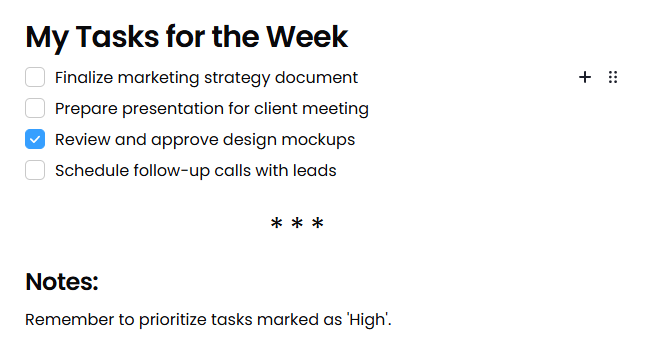 My Tasks for the Week
Finalize marketing strategy document
Prepare presentation for client meeting
Review and approve design mockups
Schedule follow-up calls with leads
* * *
Notes:
Remember to prioritize tasks marked as 'High'.